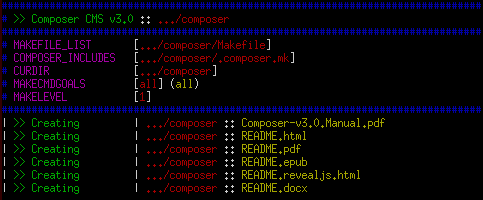 >> Composer CMS v3.0 :: .../composer
# MAKEFILE_LIST [.../composer/Makefile]
# COMPOSER_INCLUDES [.../composer/.composer.mk]
# CURDIR [.../composer]
# MAKECMDGOALS [all] (all)
# MAKELEVEL [1]
| >> Creating | .../composer :: Composer-v3.0.Manual.pdf
| >> Creating | .../composer :: README.html
| >> Creating | .../composer :: README.pdf
| >> Creating | .../composer :: README.epub
| >> Creating | .../composer :: README.revealjs.html
| >> Creating | .../composer :: README.docx